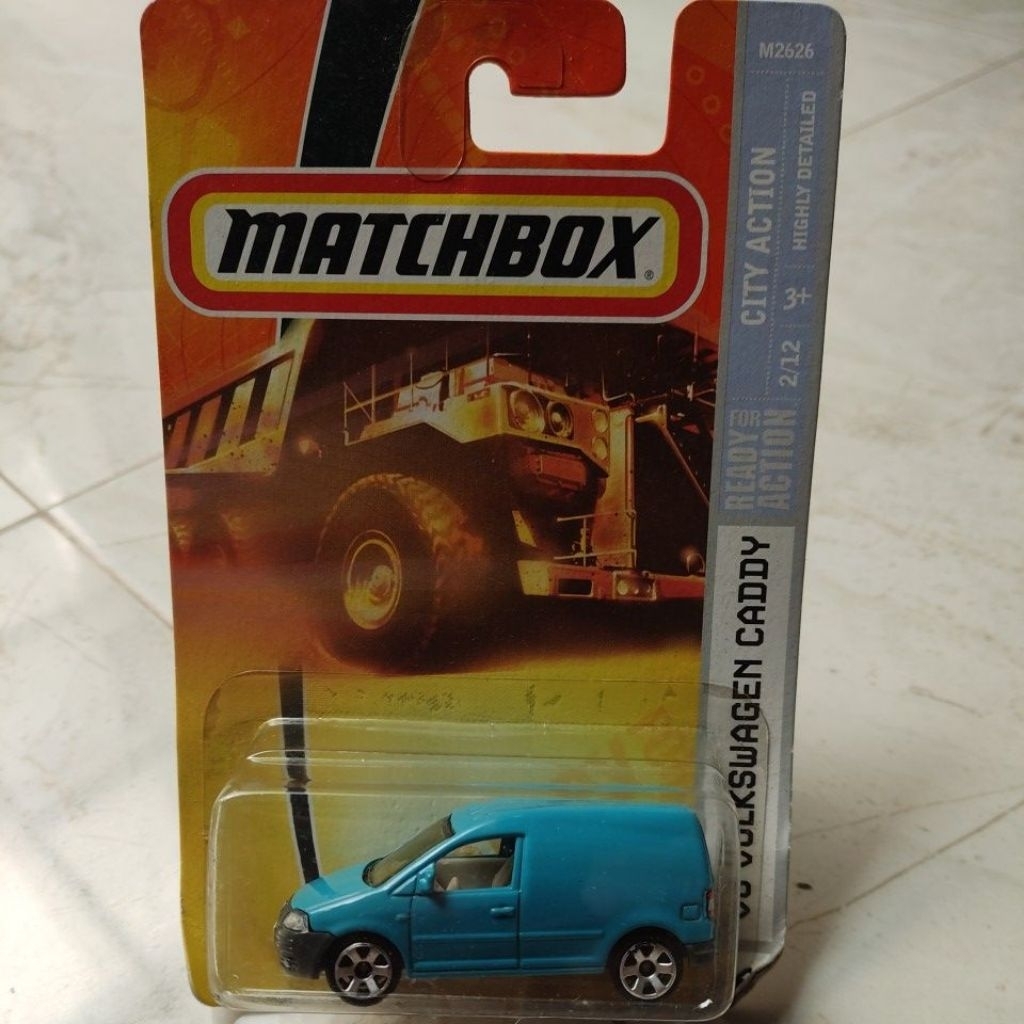 MATCHBOX®
M2626
HIGHLY DETAILED
CITY ACTION
3+
2/12
READY FOR
ACTION
VOLKSWAGEN CADDY